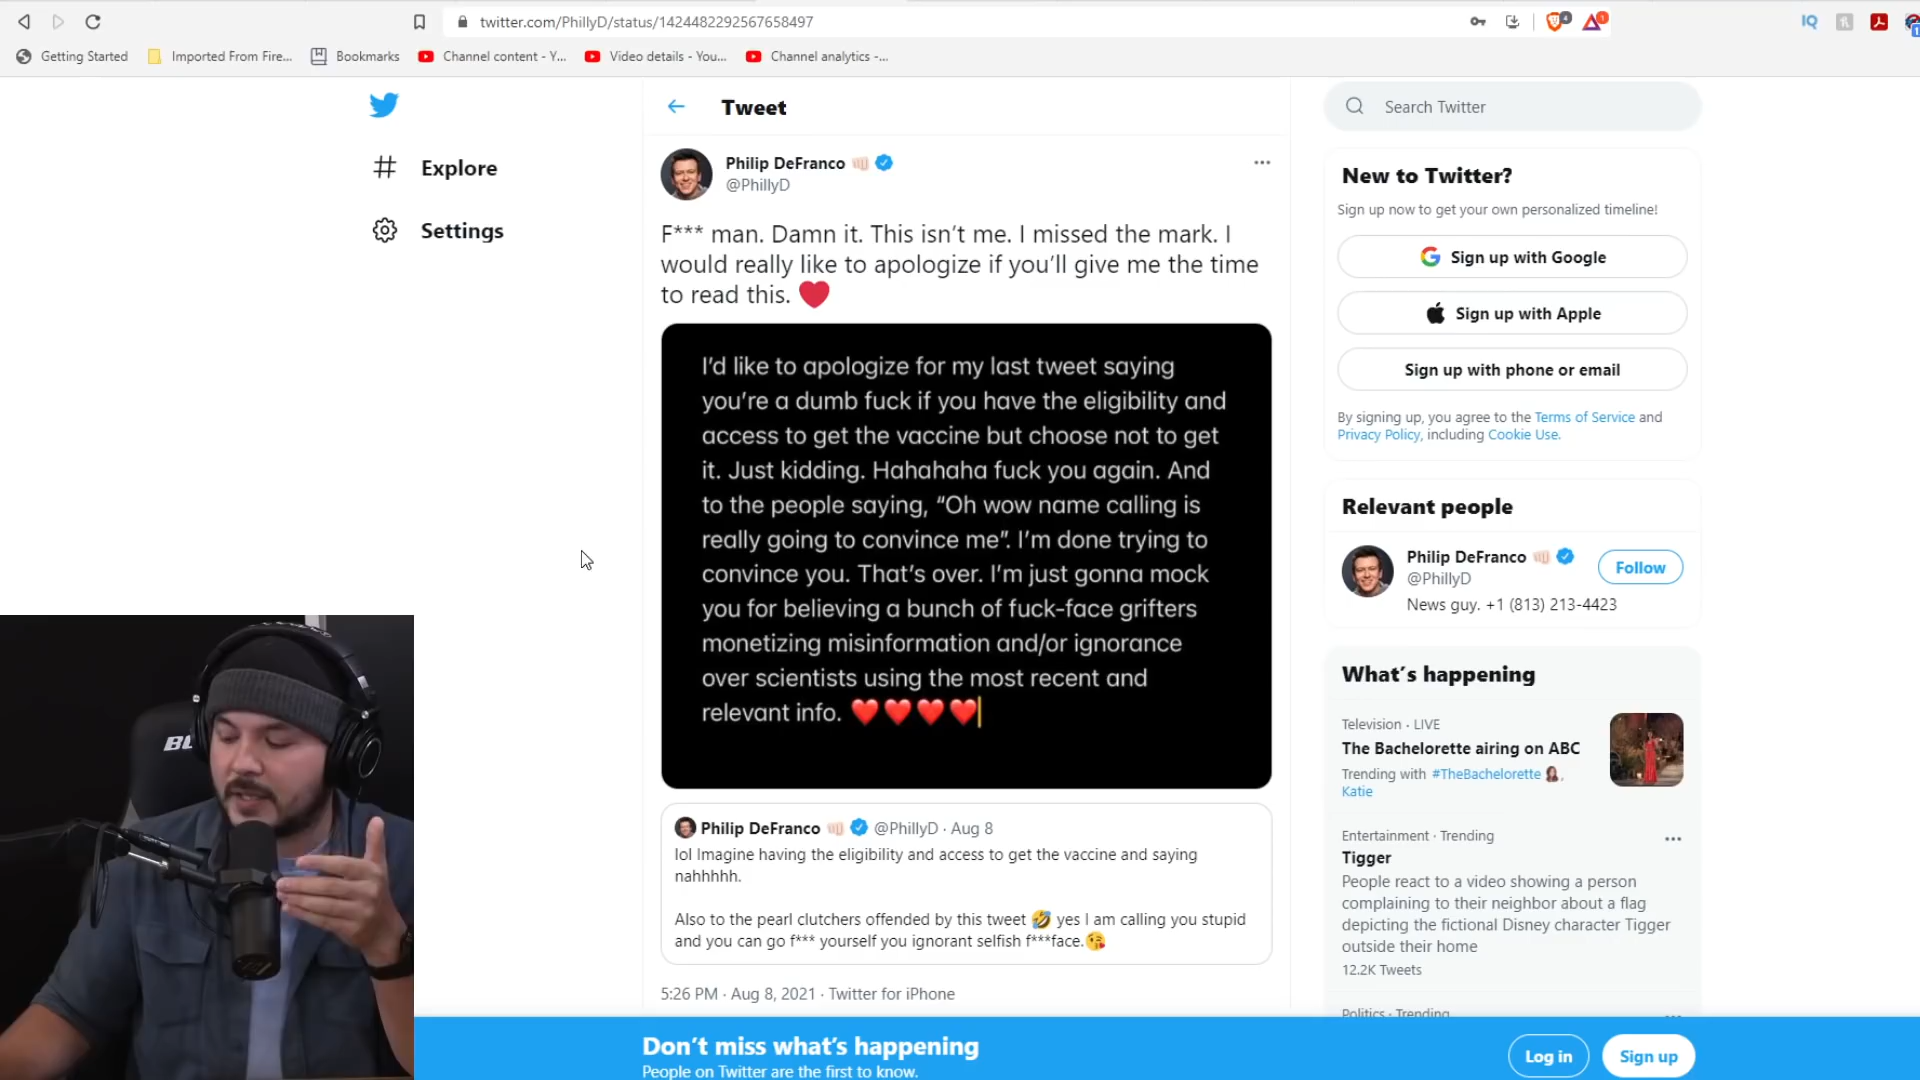 twitter.com/PhillyD/status/1424482292567658497
Getting Started
Imported From Fire...
Bookmarks
Channel content - Y...
Video details - You...
Channel analytics -...
Explore
Settings
Tweet
Philip DeFranco
@PhillyD
F*** man. Damn it. This isn't me. I missed the mark. I
would really like to apologize if you'll give me the time
to read this. ❤️
I'd like to apologize for my last tweet saying
you're a dumb fuck if you have the eligibility and
access to get the vaccine but choose not to get
it. Just kidding. Hahahaha fuck you again. And
to the people saying, "Oh wow name calling is
really going to convince me". I'm done trying to
convince you. That's over. I'm just gonna mock
you for believing a bunch of fuck-face grifters
monetizing misinformation and/or ignorance
over scientists using the most recent and
relevant info. ❤️❤️❤️❤️
Philip DeFranco @PhillyD · Aug 8
lol Imagine having the eligibility and access to get the vaccine and saying
nahhhhh.
Also to the pearl clutchers offended by this tweet 🤣 yes I am calling you stupid
and you can go f*** yourself you ignorant selfish f***face.😘
5:26 PM · Aug 8, 2021 · Twitter for iPhone
Search Twitter
New to Twitter?
Sign up now to get your own personalized timeline!
Sign up with Google
Sign up with Apple
Sign up with phone or email
By signing up, you agree to the Terms of Service and
Privacy Policy, including Cookie Use.
Relevant people
Philip DeFranco
@PhillyD
Follow
News guy. +1 (813) 213-4423
What's happening
Television · LIVE
The Bachelorette airing on ABC
Trending with #TheBachelorette,
Katie
Entertainment · Trending
Tigger
People react to a video showing a person
complaining to their neighbor about a flag
depicting the fictional Disney character Tigger
outside their home
12.2K Tweets
Politics · Trending
Don't miss what's happening
People on Twitter are the first to know.
Log in
Sign up